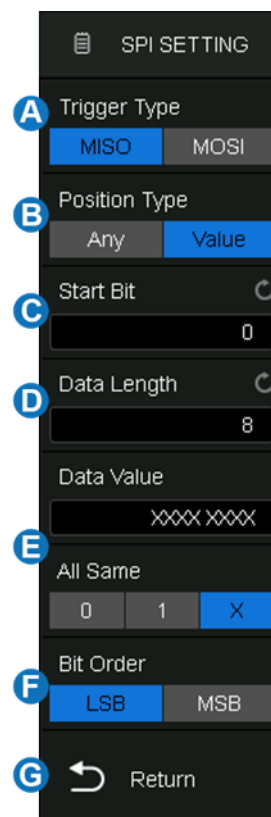 SPI SETTING
A
Trigger Type
MISO MOSI
B
Position Type
Any Value
C
Start Bit
0
D
Data Length
8
Data Value
XXXX XXXX
E
All Same
0 1 X
Bit Order
F
LSB MSB
G
Return